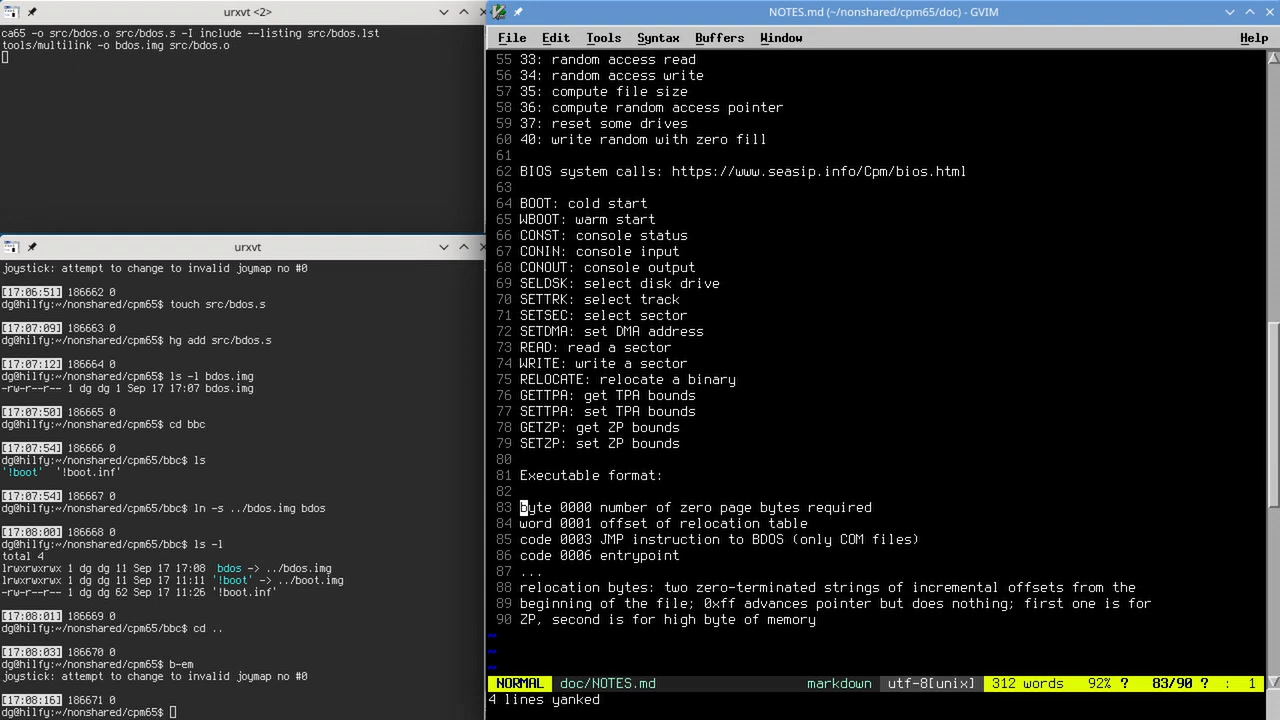 urxvt <2>
ca65 -o src/bdos.o src/bdos.s -I include --listing src/bdos.lst
tools/multilink -o bdos.img src/bdos.o
urxvt
joystick: attempt to change to invalid joymap no #0
[17:06:51] 186662 0
dg@hilfy:~/nonshared/cpm65$ touch src/bdos.s
[17:07:09] 186663 0
dg@hilfy:~/nonshared/cpm65$ hg add src/bdos.s
[17:07:12] 186664 0
dg@hilfy:~/nonshared/cpm65$ ls -l bdos.img
-rw-r--r-- 1 dg dg 1 Sep 17 17:07 bdos.img
[17:07:50] 186665 0
dg@hilfy:~/nonshared/cpm65$ cd bbc
[17:07:54] 186666 0
dg@hilfy:~/nonshared/cpm65/bbc$ ls
'!boot'  '!boot.inf'
[17:07:54] 186667 0
dg@hilfy:~/nonshared/cpm65/bbc$ ln -s ../bdos.img bdos
[17:08:00] 186668 0
dg@hilfy:~/nonshared/cpm65/bbc$ ls -l
total 4
lrwxrwxrwx 1 dg dg 11 Sep 17 17:08  bdos -> ../bdos.img
lrwxrwxrwx 1 dg dg 11 Sep 17 11:11 '!boot' -> ../boot.img
-rw-r--r-- 1 dg dg 62 Sep 17 11:26 '!boot.inf'
[17:08:01] 186669 0
dg@hilfy:~/nonshared/cpm65/bbc$ cd ..
[17:08:03] 186670 0
dg@hilfy:~/nonshared/cpm65$ b-em
joystick: attempt to change to invalid joymap no #0
[17:08:16] 186671 0
dg@hilfy:~/nonshared/cpm65$
NOTES.md (~/nonshared/cpm65/doc) - GVIM
File Edit Tools Syntax Buffers Window Help
55 33: random access read
56 34: random access write
57 35: compute file size
58 36: compute random access pointer
59 37: reset some drives
60 40: write random with zero fill
61
62 BIOS system calls: https://www.seasip.info/Cpm/bios.html
63
64 BOOT: cold start
65 WBOOT: warm start
66 CONST: console status
67 CONIN: console input
68 CONOUT: console output
69 SELDSK: select disk drive
70 SETTRK: select track
71 SETSEC: select sector
72 SETDMA: set DMA address
73 READ: read a sector
74 WRITE: write a sector
75 RELOCATE: relocate a binary
76 GETTPA: get TPA bounds
77 SETTPA: set TPA bounds
78 GETZP: get ZP bounds
79 SETZP: set ZP bounds
80
81 Executable format:
82
83 byte 0000 number of zero page bytes required
84 word 0001 offset of relocation table
85 code 0003 JMP instruction to BDOS (only COM files)
86 code 0006 entrypoint
87 ...
88 relocation bytes: two zero-terminated strings of incremental offsets from the
89 beginning of the file; 0xff advances pointer but does nothing; first one is for
90 ZP, second is for high byte of memory
~
~
~
NORMAL doc/NOTES.md markdown utf-8[unix] 312 words 92% ? 83/90 ? : 1
4 lines yanked